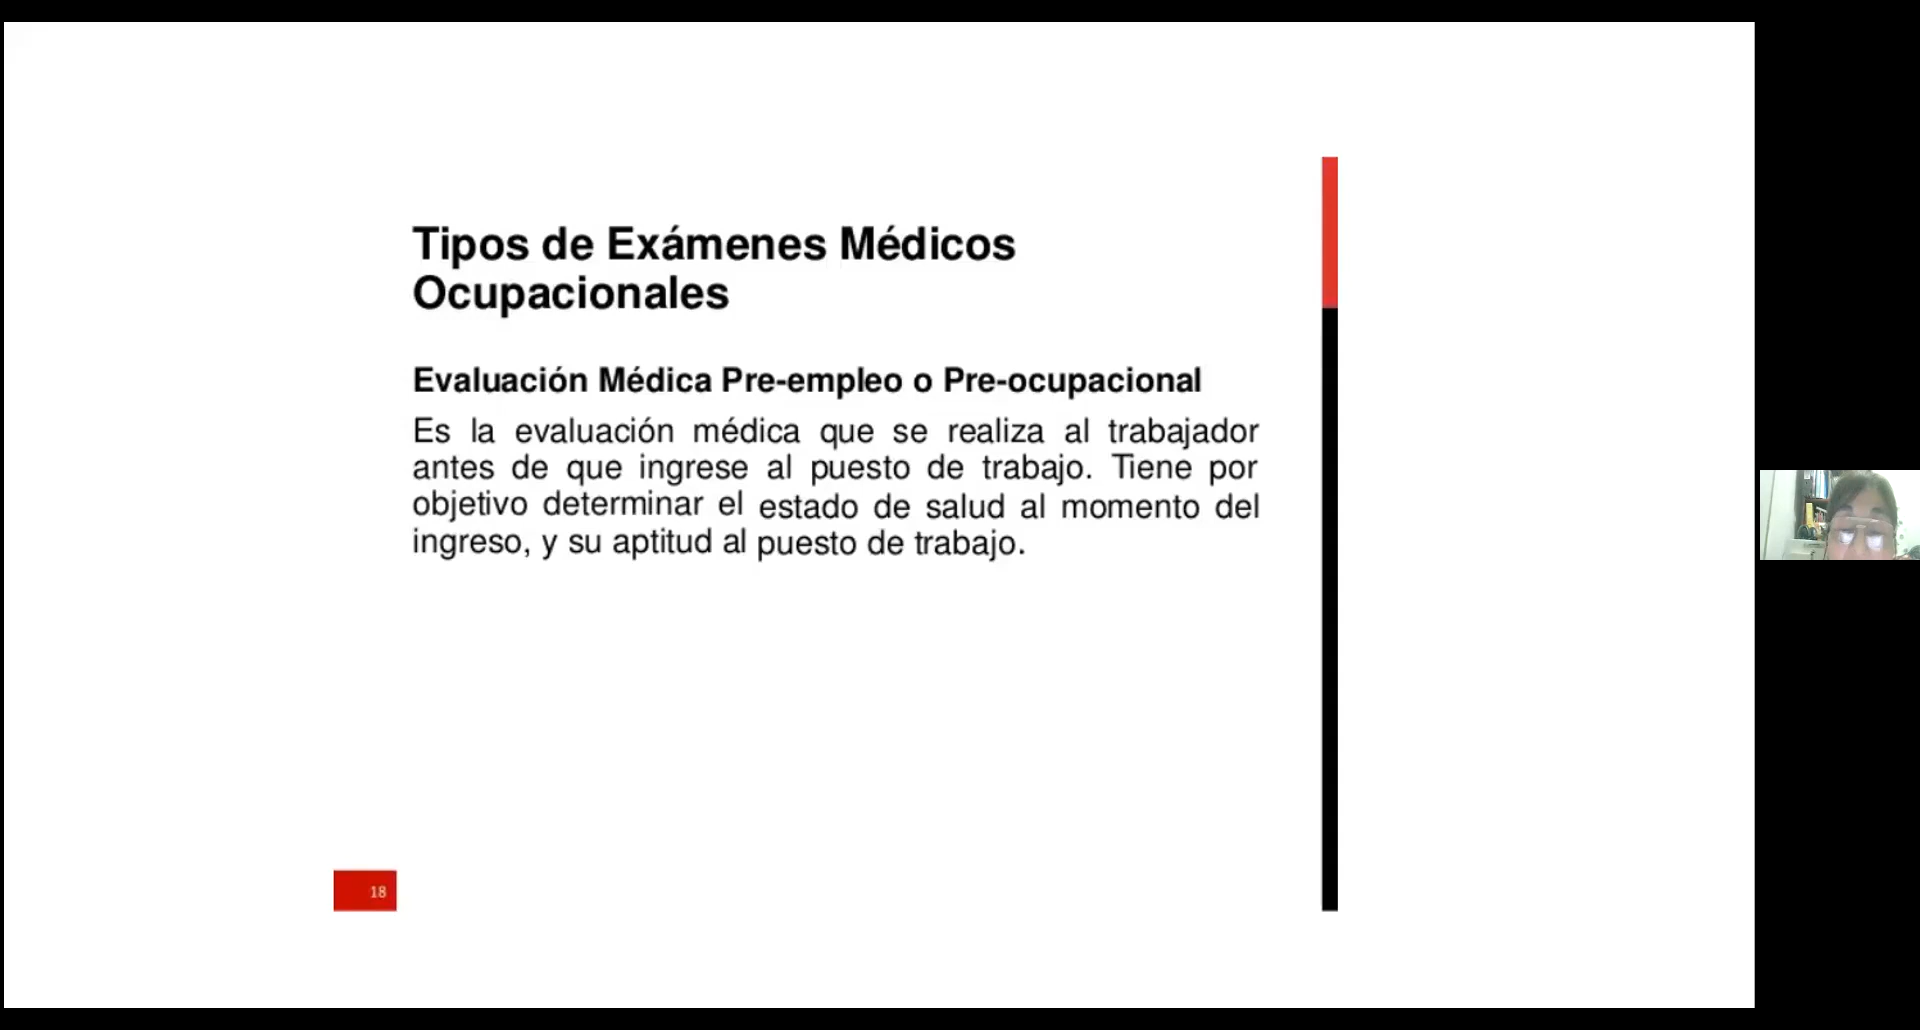 Tipos de Exámenes Médicos
Ocupacionales
Evaluación Médica Pre-empleo o Pre-ocupacional
Es la evaluación médica que se realiza al trabajador
antes de que ingrese al puesto de trabajo. Tiene por
objetivo determinar el estado de salud al momento del
ingreso, y su aptitud al puesto de trabajo.
18